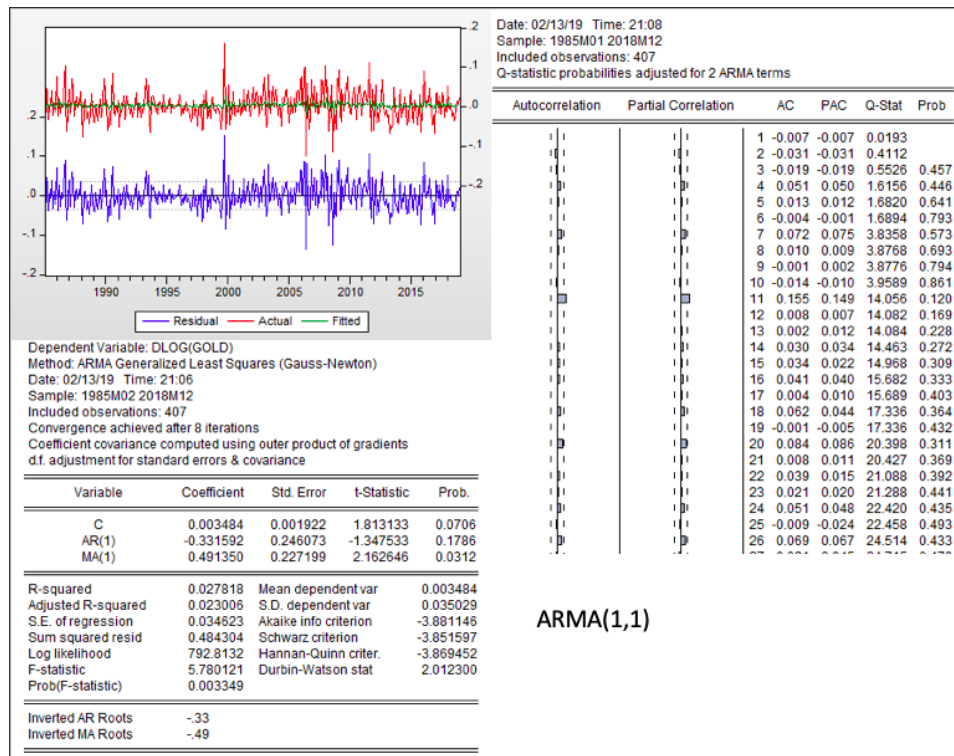 .2
.1
.0
-.1
-.2
.2
.1
.0
-.1
-.2
1990 1995 2000 2005 2010 2015
Residual Actual Fitted
Dependent Variable: DLOG(GOLD)
Method: ARMA Generalized Least Squares (Gauss-Newton)
Date: 02/13/19 Time: 21:06
Sample: 1985M02 2018M12
Included observations: 407
Convergence achieved after 8 iterations
Coefficient covariance computed using outer product of gradients
d.f. adjustment for standard errors & covariance
Variable Coefficient Std. Error t-Statistic Prob.
C 0.003484 0.001922 1.813133 0.0706
AR(1) -0.331592 0.246073 -1.347533 0.1786
MA(1) 0.491350 0.227199 2.162646 0.0312
R-squared 0.027818 Mean dependent var 0.003484
Adjusted R-squared 0.023006 S.D. dependent var 0.035029
S.E. of regression 0.034623 Akaike info criterion -3.881146
Sum squared resid 0.484304 Schwarz criterion -3.851597
Log likelihood 792.8132 Hannan-Quinn criter. -3.869452
F-statistic 5.780121 Durbin-Watson stat 2.012300
Prob(F-statistic) 0.003349
Inverted AR Roots -.33
Inverted MA Roots -.49
Date: 02/13/19 Time: 21:08
Sample: 1985M01 2018M12
Included observations: 407
Q-statistic probabilities adjusted for 2 ARMA terms
Autocorrelation Partial Correlation AC PAC Q-Stat Prob
1 -0.007 -0.007 0.0193
2 -0.031 -0.031 0.4112
3 -0.019 -0.019 0.5526 0.457
4 0.051 0.050 1.6156 0.446
5 0.013 0.012 1.6820 0.641
6 -0.004 -0.001 1.6894 0.793
7 0.072 0.075 3.8358 0.573
8 0.010 0.009 3.8768 0.693
9 -0.001 0.002 3.8776 0.794
10 -0.014 -0.010 3.9589 0.861
11 0.155 0.149 14.056 0.120
12 0.008 0.007 14.082 0.169
13 0.002 0.012 14.084 0.228
14 0.030 0.034 14.463 0.272
15 0.034 0.022 14.968 0.309
16 0.041 0.040 15.682 0.333
17 0.004 0.010 15.689 0.403
18 0.062 0.044 17.336 0.364
19 -0.001 -0.005 17.336 0.432
20 0.084 0.086 20.398 0.311
21 0.008 0.011 20.427 0.369
22 0.039 0.015 21.088 0.392
23 0.021 0.020 21.288 0.441
24 0.051 0.048 22.420 0.435
25 -0.009 -0.024 22.458 0.493
26 0.069 0.067 24.514 0.433
ARMA(1,1)